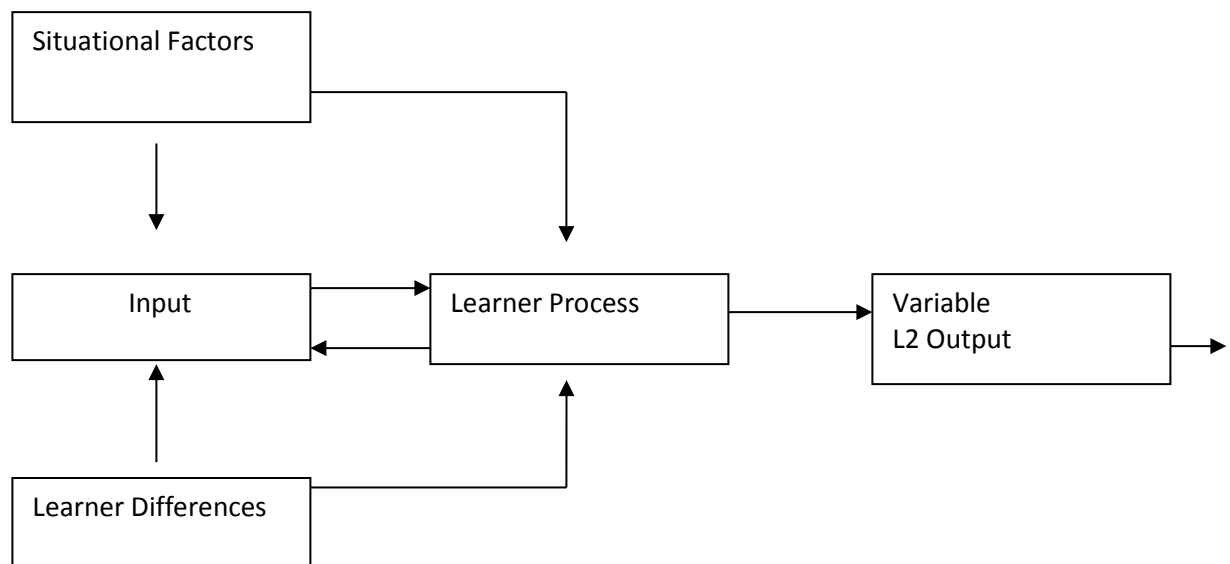 Situational Factors
Input
Learner Process
Variable
L2 Output
Learner Differences